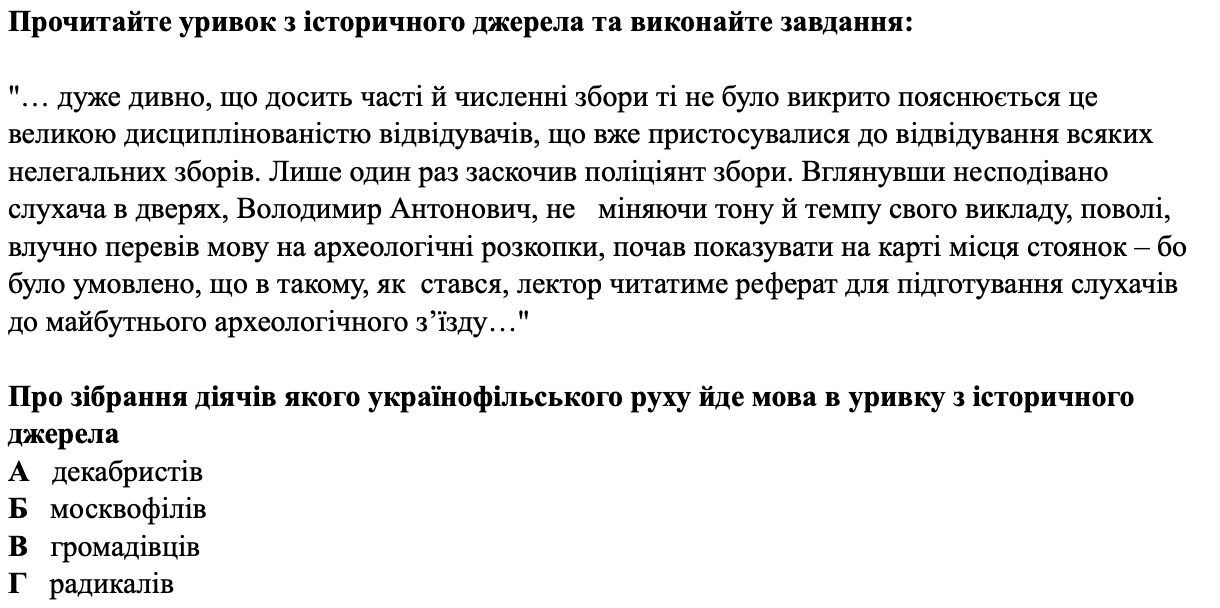 Прочитайте уривок з історичного джерела та виконайте завдання:
"… дуже дивно, що досить часті й численні збори ті не було викрито пояснюється це
великою дисциплінованістю відвідувачів, що вже пристосувалися до відвідування всяких
нелегальних зборів. Лише один раз заскочив поліціянт збори. Вглянувши несподівано
слухача в дверях, Володимир Антонович, не міняючи тону й темпу свого викладу, поволі,
влучно перевів мову на археологічні розкопки, почав показувати на карті місця стоянок – бо
було умовлено, що в такому, як стався, лектор читатиме реферат для підготування слухачів
до майбутнього археологічного з’їзду…"
Про зібрання діячів якого українофільського руху йде мова в уривку з історичного
джерела
А декабристів
Б москвофілів
В громадівців
Г радикалів